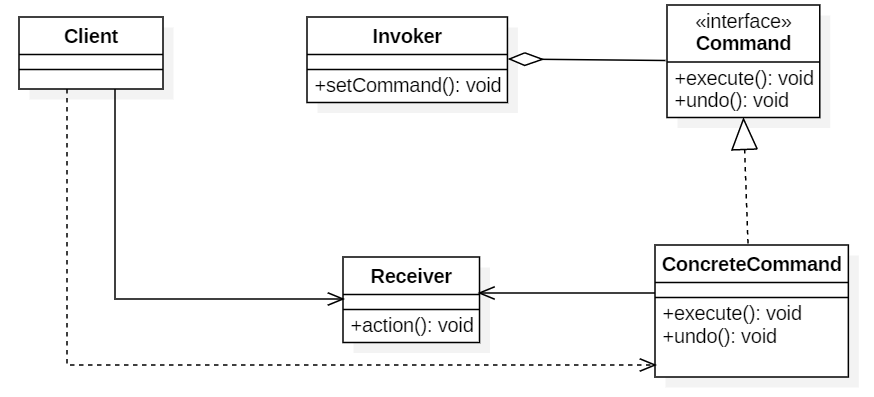 Client
Invoker
+setCommand(): void
«interface»
Command
+execute(): void
+undo(): void
Receiver
+action(): void
ConcreteCommand
+execute(): void
+undo(): void